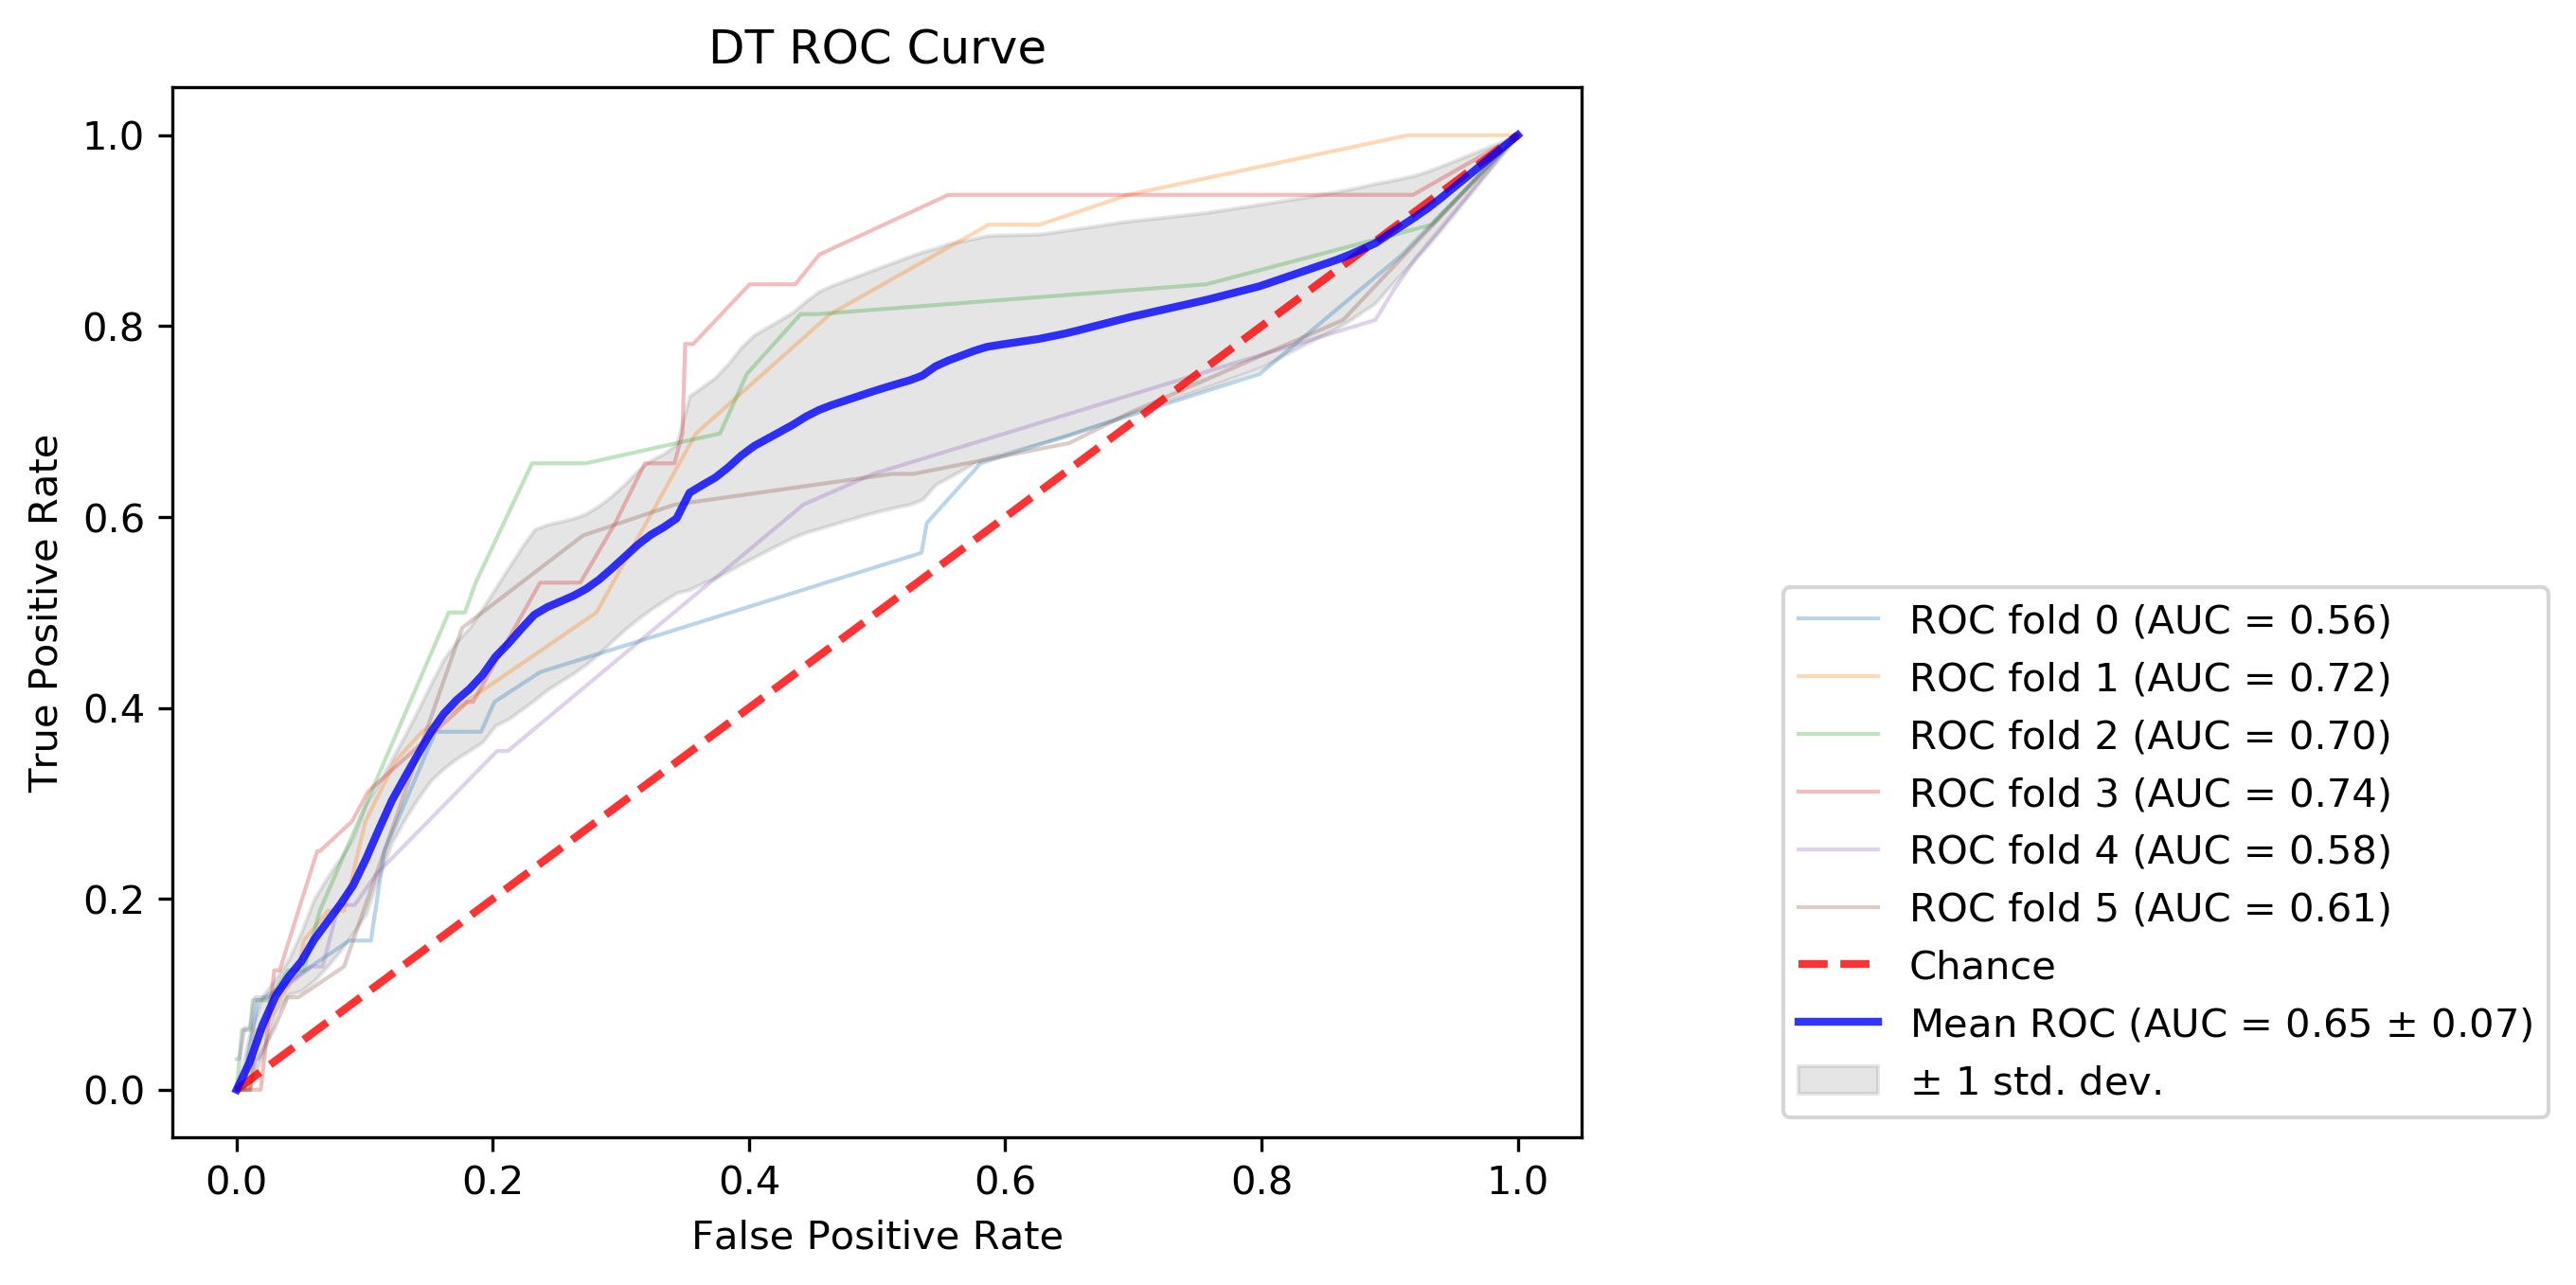 DT ROC Curve
1.0
0.8
0.6
0.4
0.2
0.0
True Positive Rate
0.0 0.2 0.4 0.6 0.8 1.0
False Positive Rate
ROC fold 0 (AUC = 0.56)
ROC fold 1 (AUC = 0.72)
ROC fold 2 (AUC = 0.70)
ROC fold 3 (AUC = 0.74)
ROC fold 4 (AUC = 0.58)
ROC fold 5 (AUC = 0.61)
Chance
Mean ROC (AUC = 0.65 ± 0.07)
± 1 std. dev.